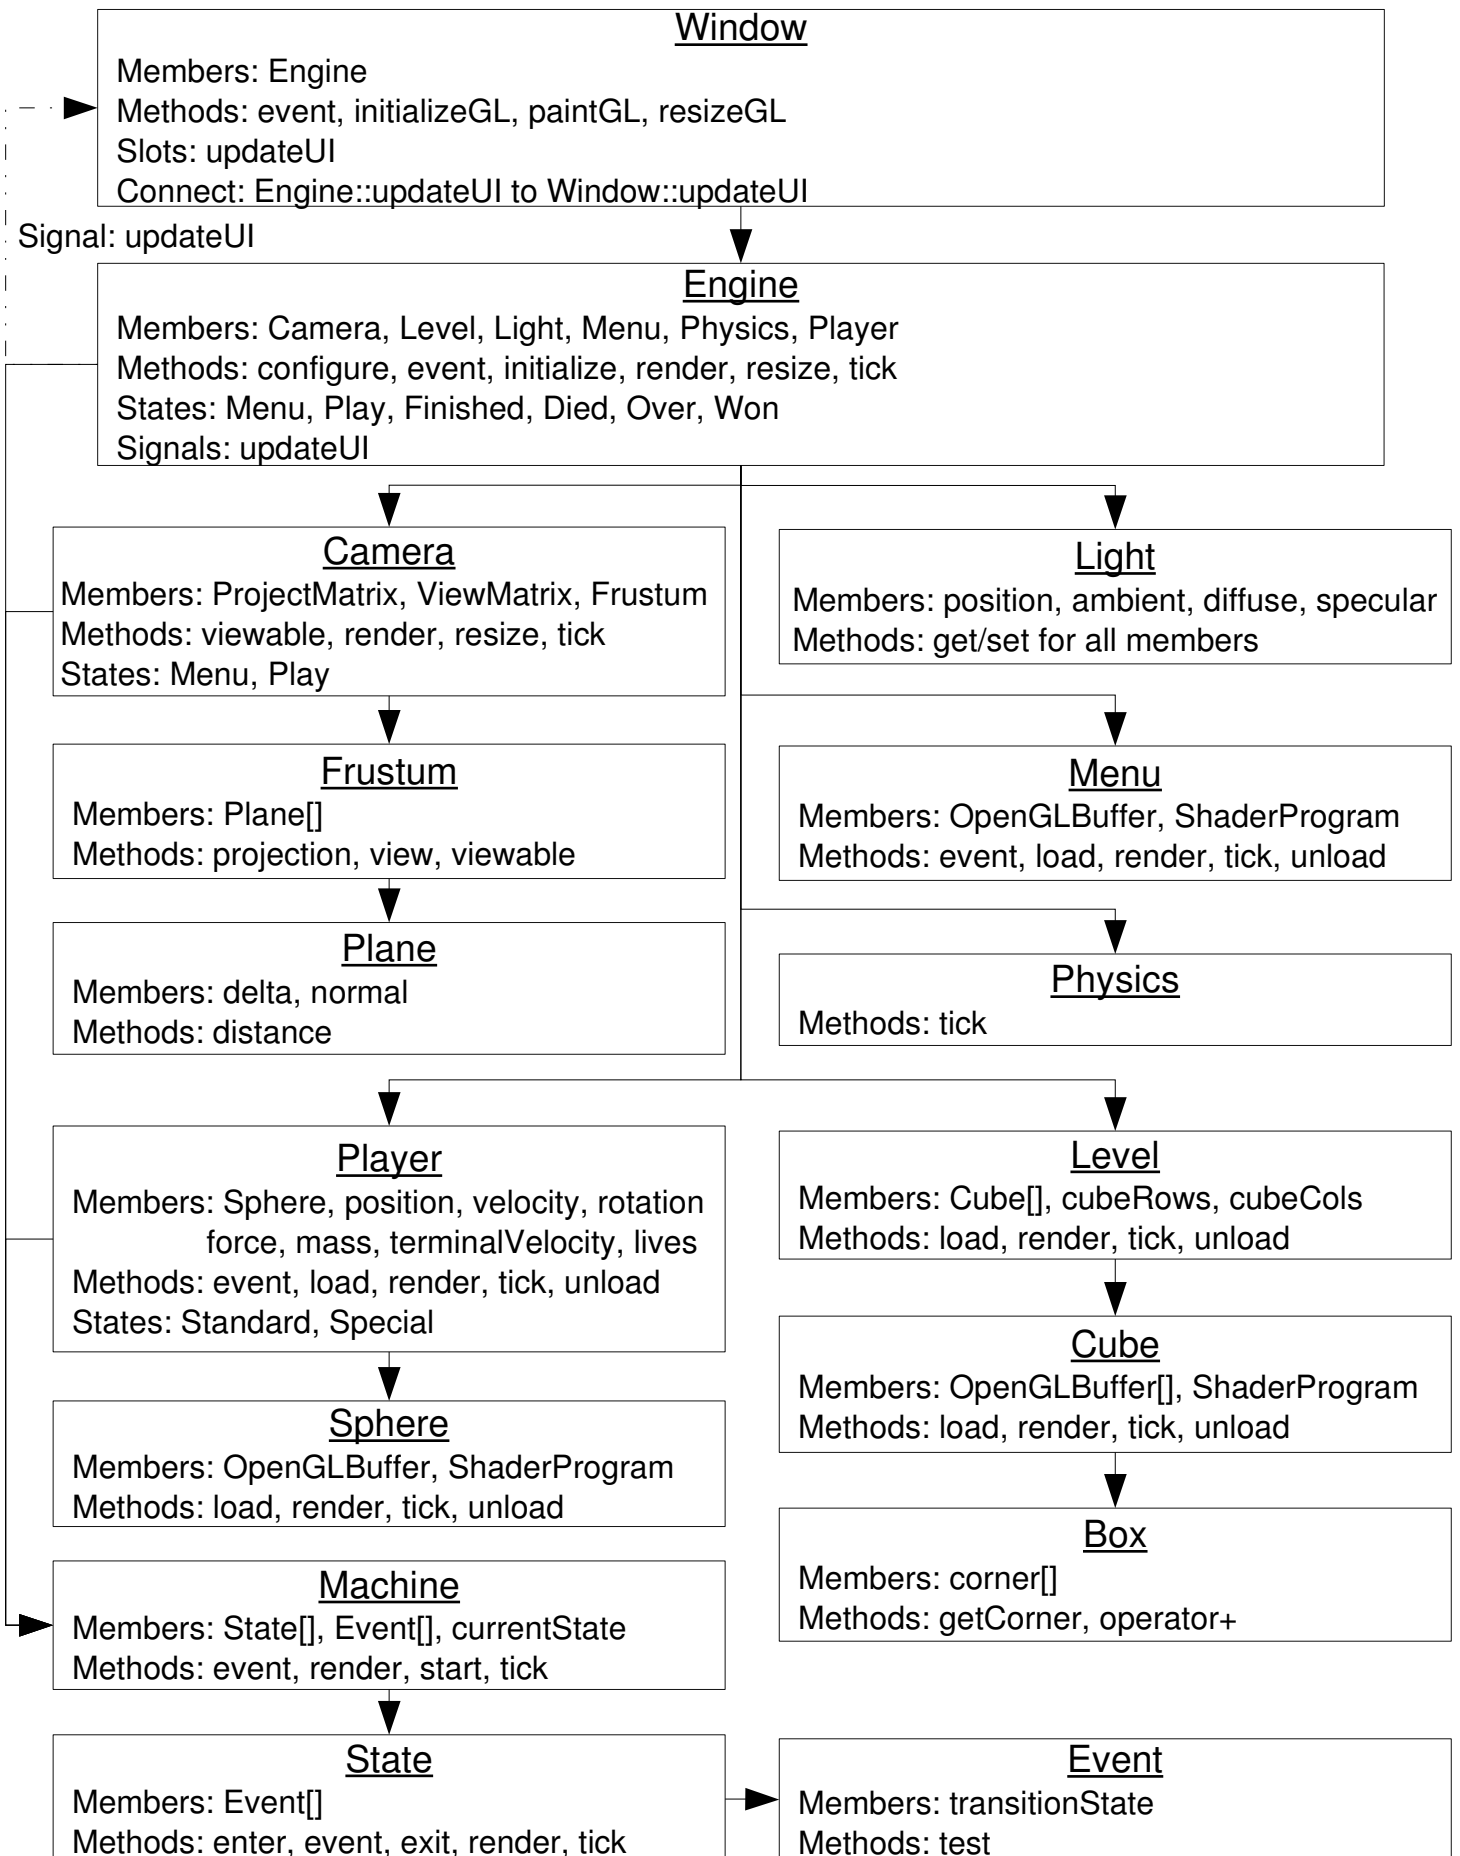 Window
Members: Engine
Methods: event, initializeGL, paintGL, resizeGL
Slots: updateUI
Connect: Engine::updateUI to Window::updateUI
Signal: updateUI
Engine
Members: Camera, Level, Light, Menu, Physics, Player
Methods: configure, event, initialize, render, resize, tick
States: Menu, Play, Finished, Died, Over, Won
Signals: updateUI
Camera
Members: ProjectMatrix, ViewMatrix, Frustum
Methods: viewable, render, resize, tick
States: Menu, Play
Light
Members: position, ambient, diffuse, specular
Methods: get/set for all members
Frustum
Members: Plane[]
Methods: projection, view, viewable
Menu
Members: OpenGLBuffer, ShaderProgram
Methods: event, load, render, tick, unload
Plane
Members: delta, normal
Methods: distance
Physics
Methods: tick
Player
Members: Sphere, position, velocity, rotation
force, mass, terminalVelocity, lives
Methods: event, load, render, tick, unload
States: Standard, Special
Level
Members: Cube[], cubeRows, cubeCols
Methods: load, render, tick, unload
Cube
Members: OpenGLBuffer[], ShaderProgram
Methods: load, render, tick, unload
Sphere
Members: OpenGLBuffer, ShaderProgram
Methods: load, render, tick, unload
Box
Members: corner[]
Methods: getCorner, operator+
Machine
Members: State[], Event[], currentState
Methods: event, render, start, tick
State
Members: Event[]
Methods: enter, event, exit, render, tick
Event
Members: transitionState
Methods: test